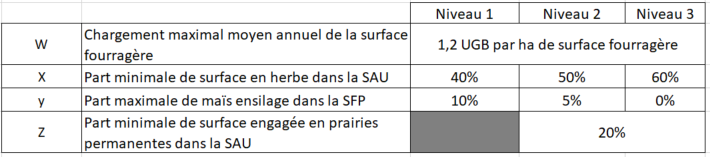 Niveau 1 Niveau 2 Niveau 3
W Chargement maximal moyen annuel de la surface
fourragère 1,2 UGB par ha de surface fourragère
X Part minimale de surface en herbe dans la SAU 40% 50% 60%
y Part maximale de maïs ensilage dans la SFP 10% 5% 0%
Z Part minimale de surface engagée en prairies
permanentes dans la SAU 20%